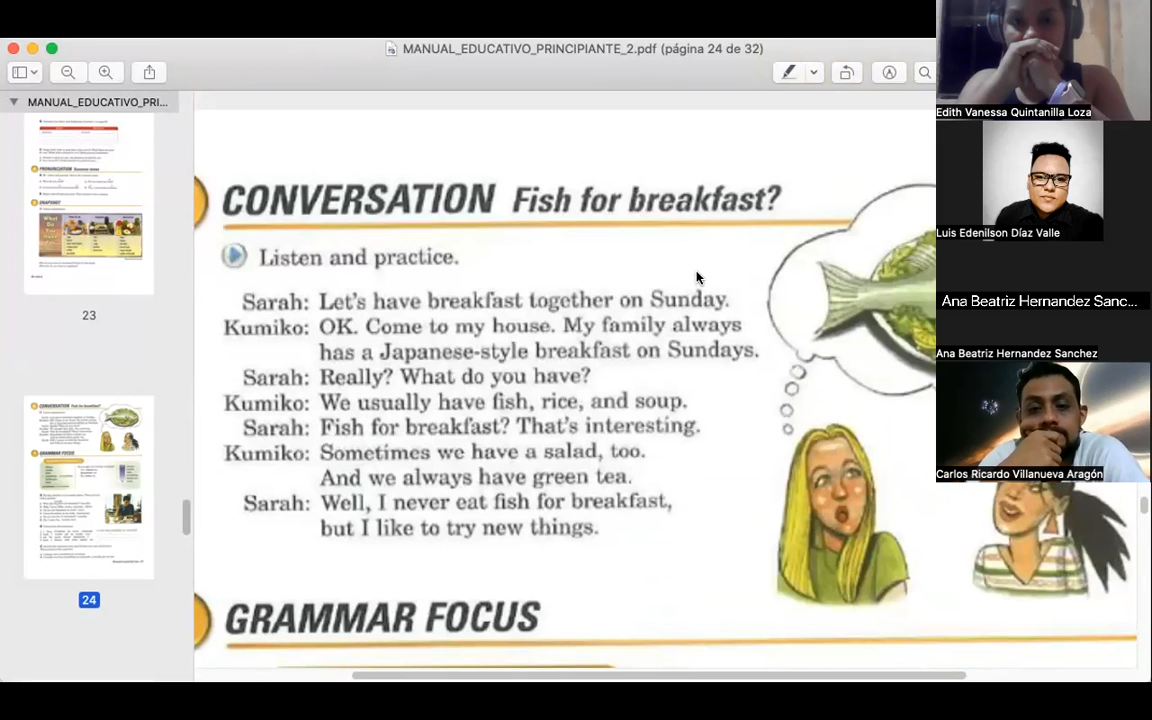 MANUAL_EDUCATIVO_PRINCIPIANTE_2.pdf (página 24 de 32)
MANUAL_EDUCATIVO_PRI...
23
24
CONVERSATION Fish for breakfast?
Listen and practice.
Sarah: Let's have breakfast together on Sunday.
Kumiko: OK. Come to my house. My family always
has a Japanese-style breakfast on Sundays.
Sarah: Really? What do you have?
Kumiko: We usually have fish, rice, and soup.
Sarah: Fish for breakfast? That's interesting.
Kumiko: Sometimes we have a salad, too.
And we always have green tea.
Sarah: Well, I never eat fish for breakfast,
but I like to try new things.
GRAMMAR FOCUS
Edith Vanessa Quintanilla Loza
Luis Edenilson Díaz Valle
Ana Beatriz Hernandez Sanc...
Ana Beatriz Hernandez Sanchez
Carlos Ricardo Villanueva Aragón